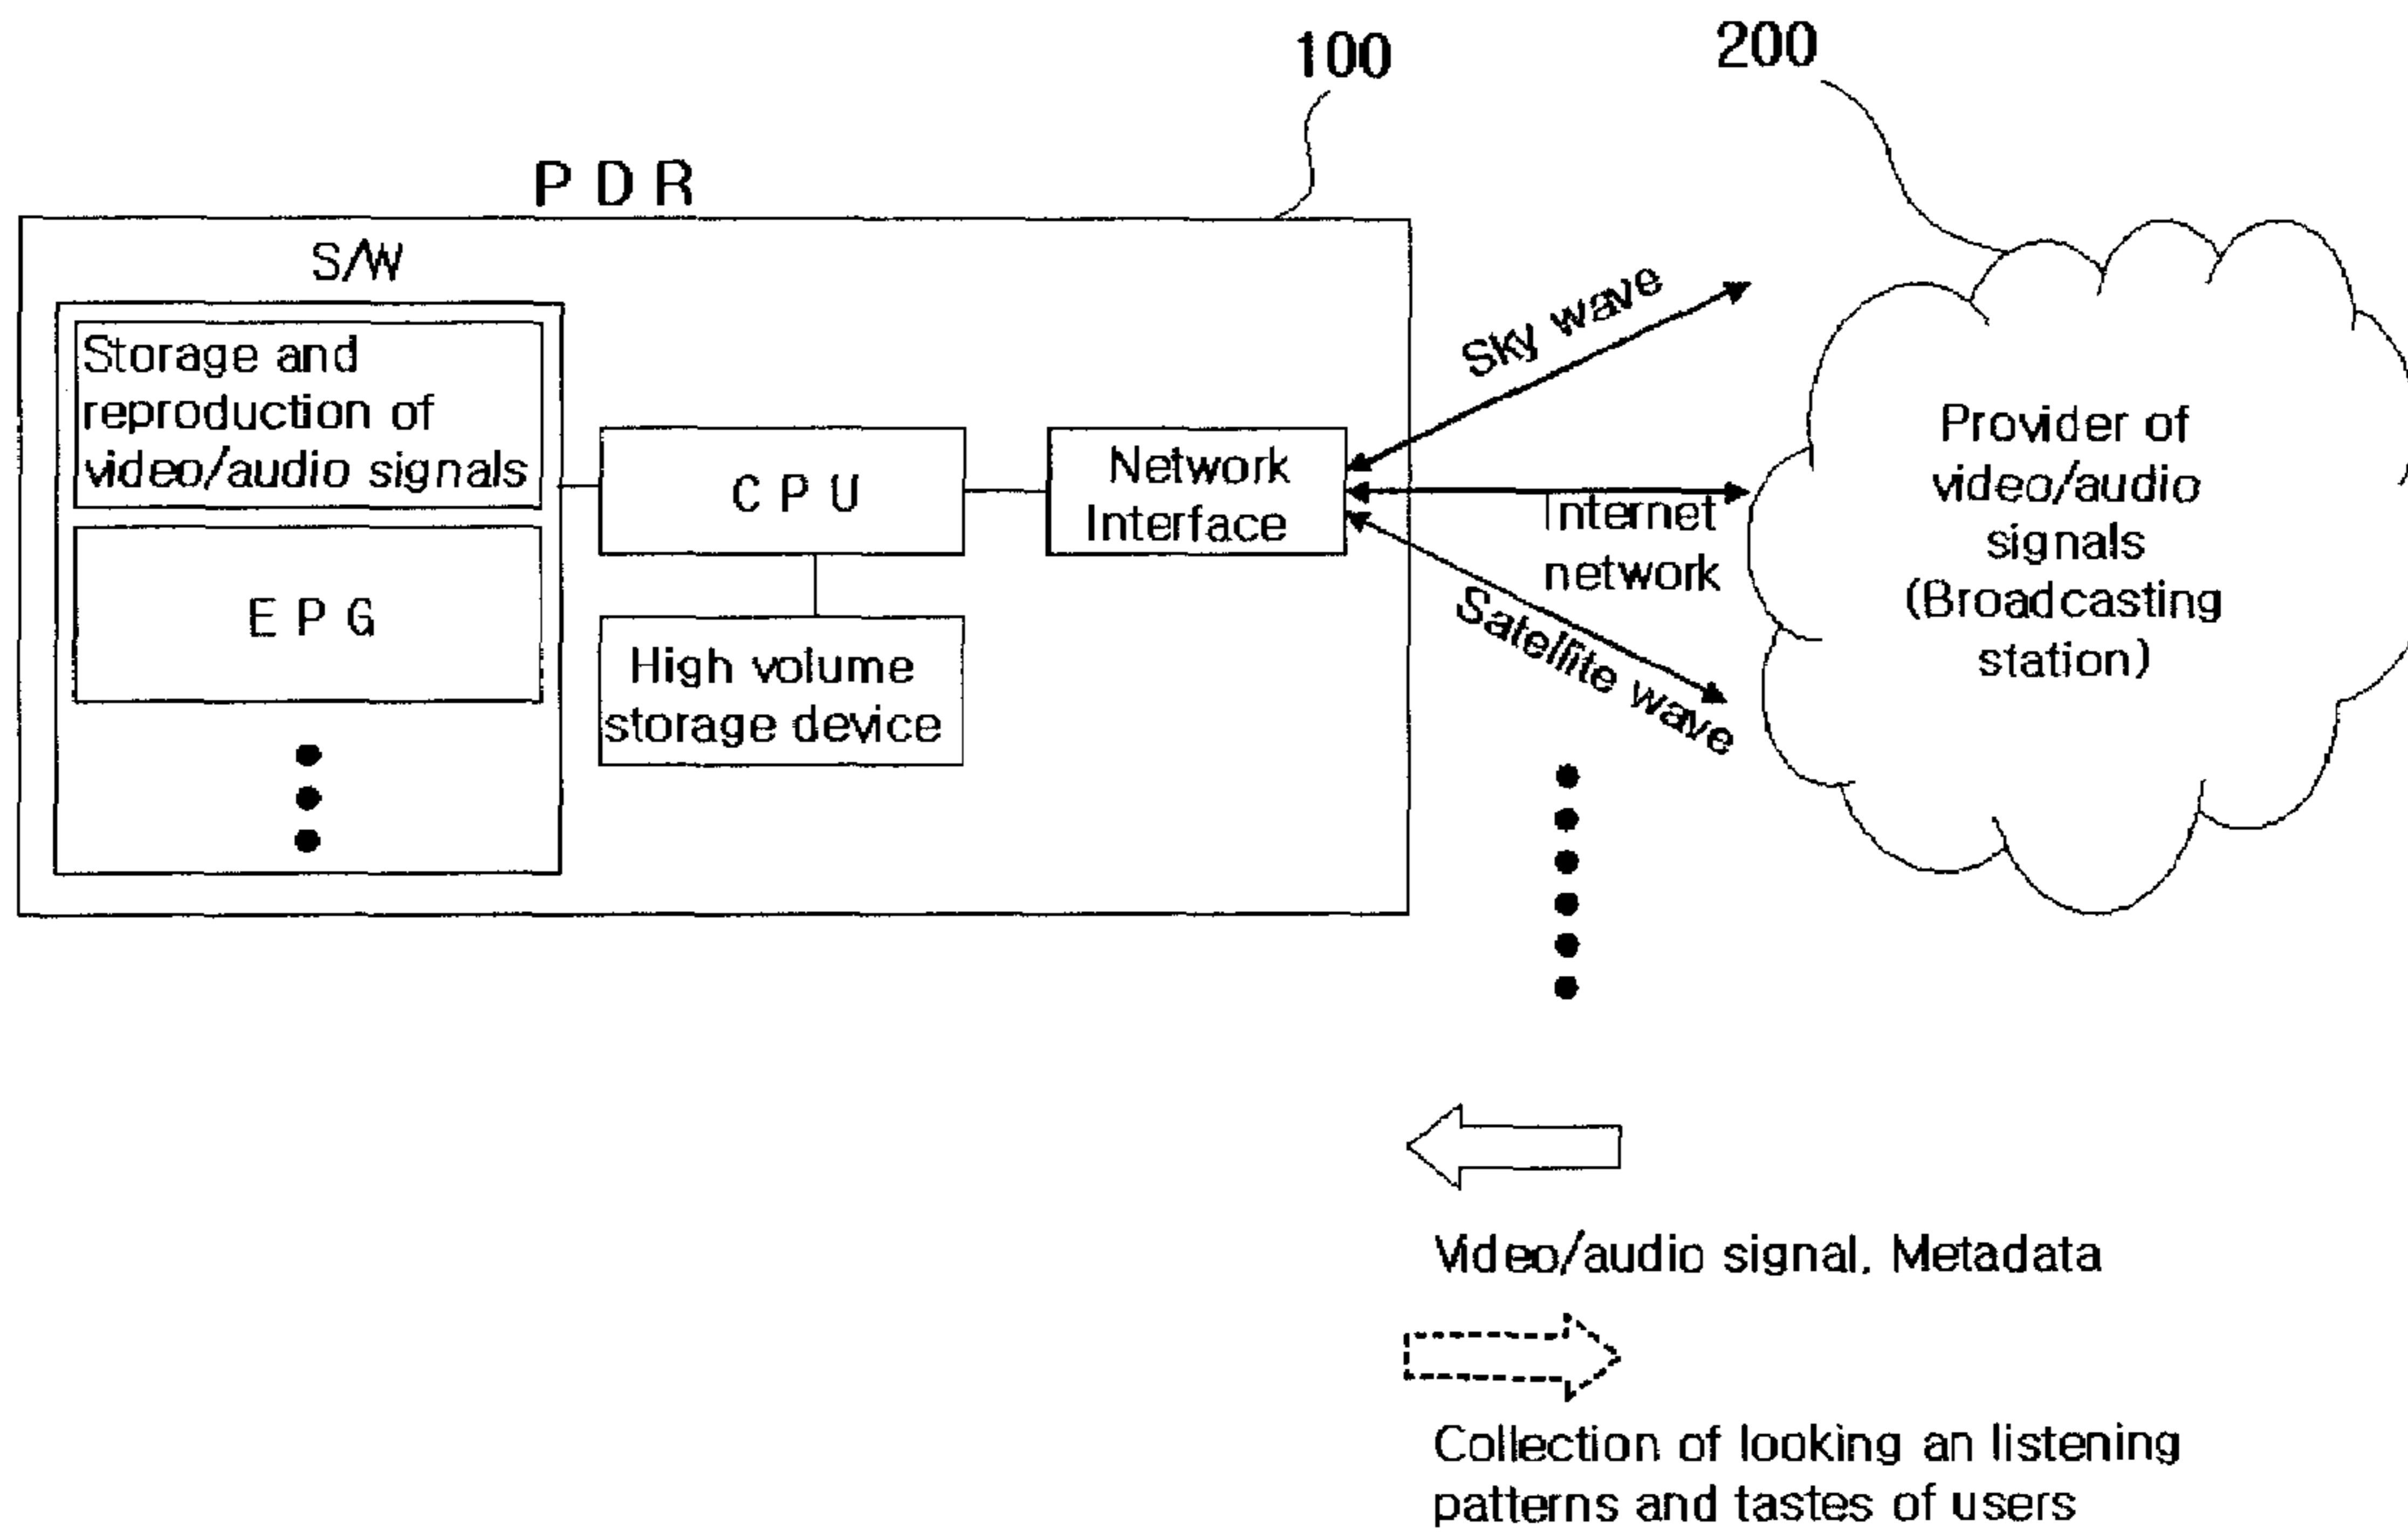 100
200
P D R
S/W
Storage and
reproduction of
video/audio signals
E P G
C P U
High volume
storage device
Network
Interface
Sky wave
Internet
network
Satellite wave
Provider of
video/audio
signals
(Broadcasting
station)
Video/audio signal, Metadata
Collection of looking an listening
patterns and tastes of users